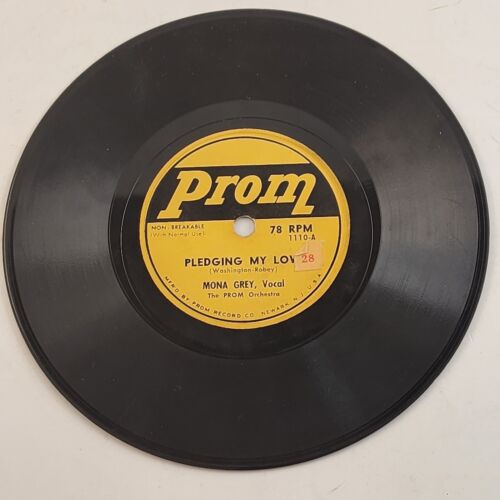 Prom
NON-BREAKABLE
(With Normal Use)
78 RPM
1110-A
PLEDGING MY LOV
28
(Washington-Robey)
MONA GREY, Vocal
The PROM Orchestra
MFRD BY PROM RECORD CO. NEWARK, N.J. U.S.A.